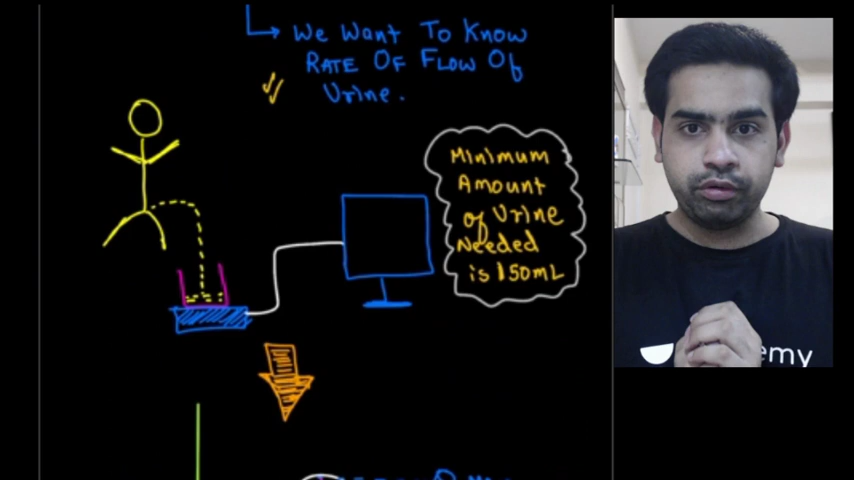 We Want To Know
Rate Of Flow Of
Urine.
Minimum
Amount
of Urine
Needed
is 150mL
emy